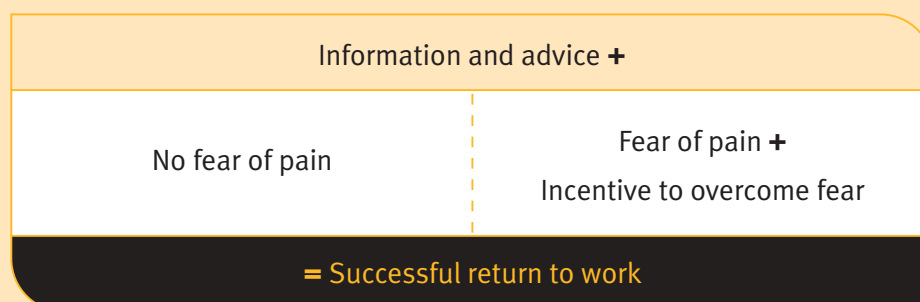 Information and advice +
No fear of pain
Fear of pain +
Incentive to overcome fear
= Successful return to work